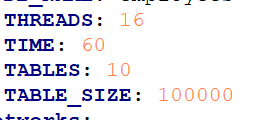 THREADS: 16
TIME: 60
TABLES: 10
TABLE_SIZE: 100000